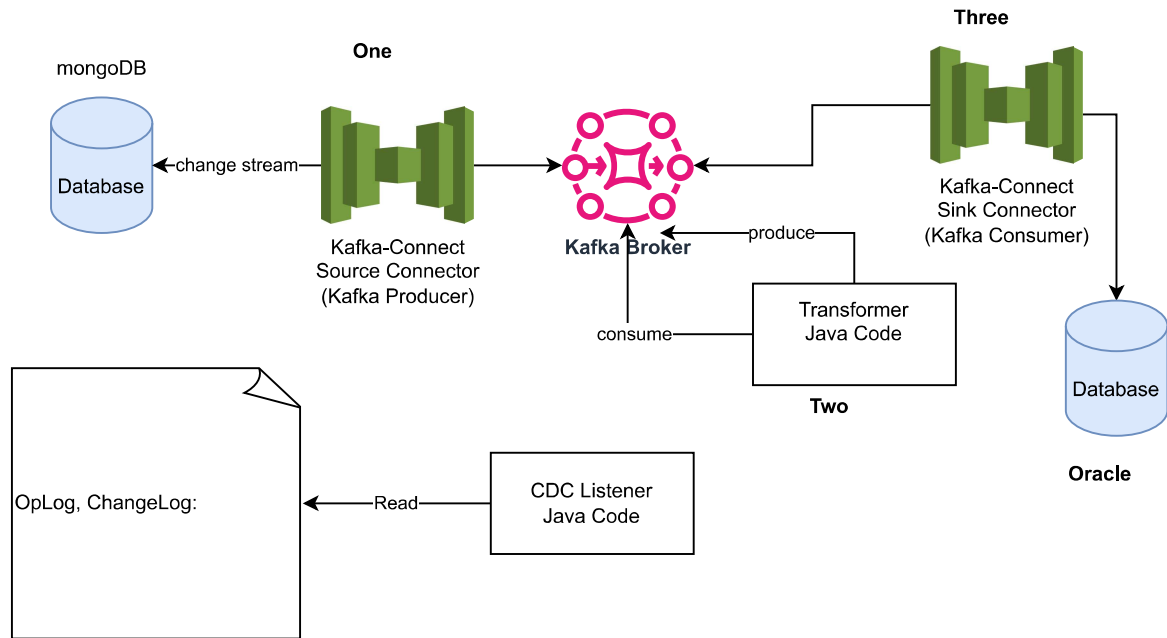 Three
One
mongoDB
Database
change stream
Kafka-Connect
Source Connector
(Kafka Producer)
Kafka Broker
Kafka-Connect
Sink Connector
(Kafka Consumer)
produce
consume
Transformer
Java Code
Two
Database
Oracle
OpLog, ChangeLog:
Read
CDC Listener
Java Code